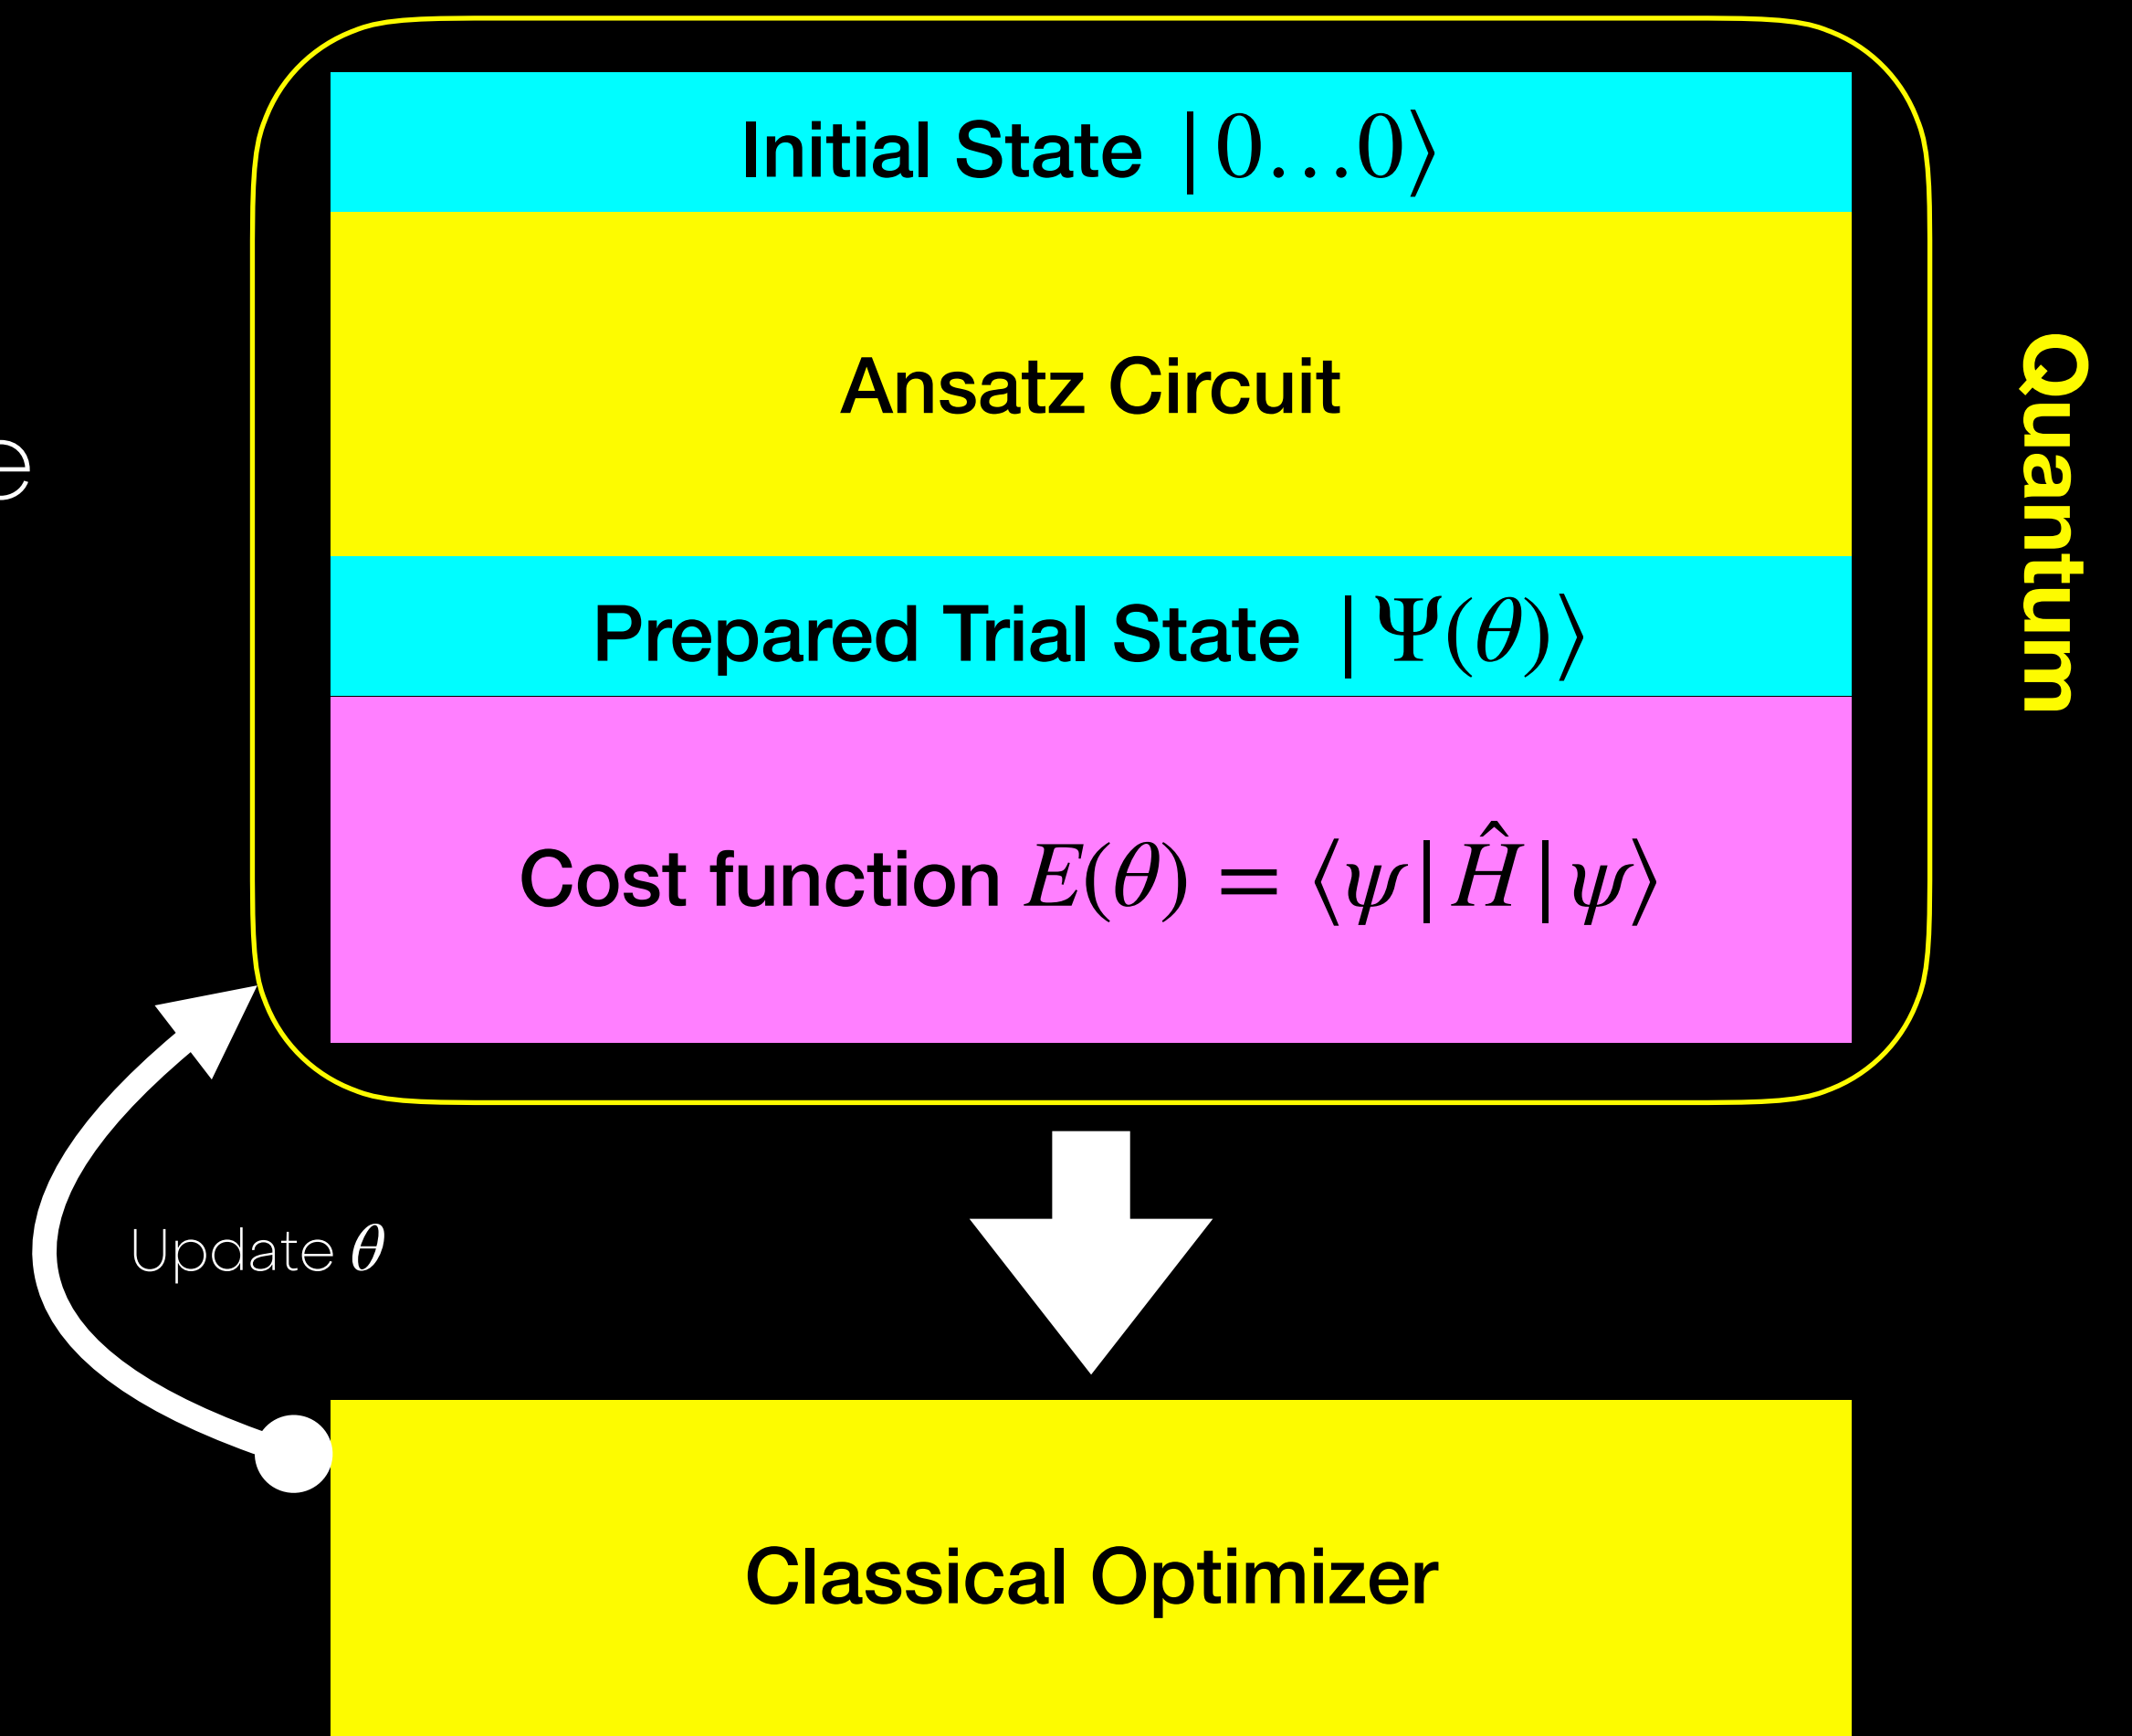 Initial State |0...0⟩
Ansatz Circuit
e
Prepared Trial State |Ψ(θ)⟩
Quantum
Cost function E(θ) = ⟨ψ|Ĥ|ψ⟩
Update θ
Classical Optimizer